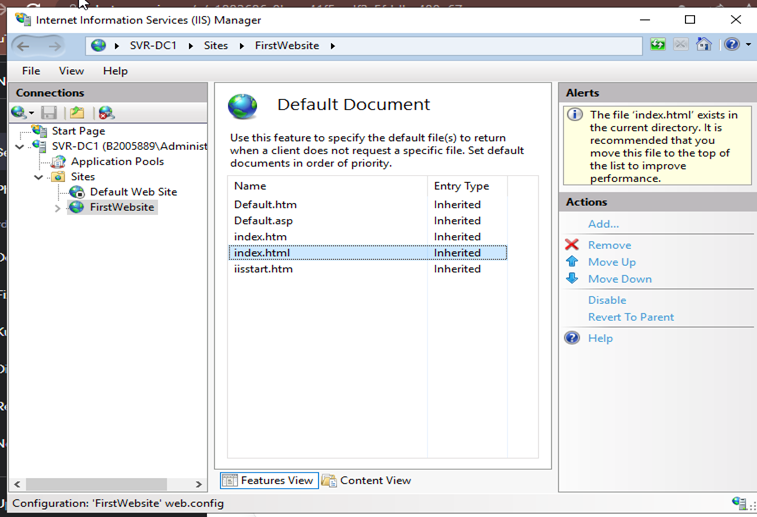 Internet Information Services (IIS) Manager
SVR-DC1 Sites FirstWebsite
File View Help
Connections
Start Page
SVR-DC1 (B2005889\Administ
Application Pools
Sites
Default Web Site
FirstWebsite
Default Document
Use this feature to specify the default file(s) to return
when a client does not request a specific file. Set default
documents in order of priority.
Name Entry Type
Default.htm Inherited
Default.asp Inherited
index.htm Inherited
index.html Inherited
iisstart.htm Inherited
Features View Content View
Alerts
The file 'index.html' exists in
the current directory. It is
recommended that you
move this file to the top of
the list to improve
performance.
Actions
Add...
Remove
Move Up
Move Down
Disable
Revert To Parent
Help
Configuration: 'FirstWebsite' web.config